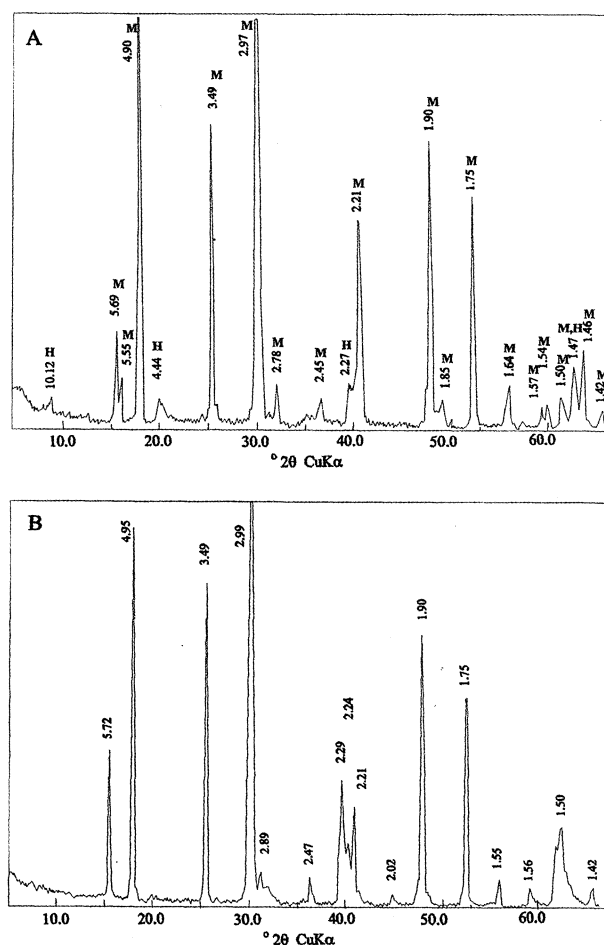 A
10.12 H
5.69 M
5.55 M
4.90 M
4.44 H
3.49 M
2.97 M
2.78 M
2.45 M
2.27 H
2.21 M
1.90 M
1.85 M
1.75 M
1.64 M
1.57 M
1.54 M
1.50 M
1.47 M,H
1.46 M
1.42 M
10.0 20.0 30.0 40.0 50.0 60.0
° 2θ CuKα
B
5.72
4.95
3.49
2.99
2.89
2.47
2.29
2.24
2.21
2.02
1.90
1.75
1.55
1.56
1.50
1.42
10.0 20.0 30.0 40.0 50.0 60.0
° 2θ CuKα